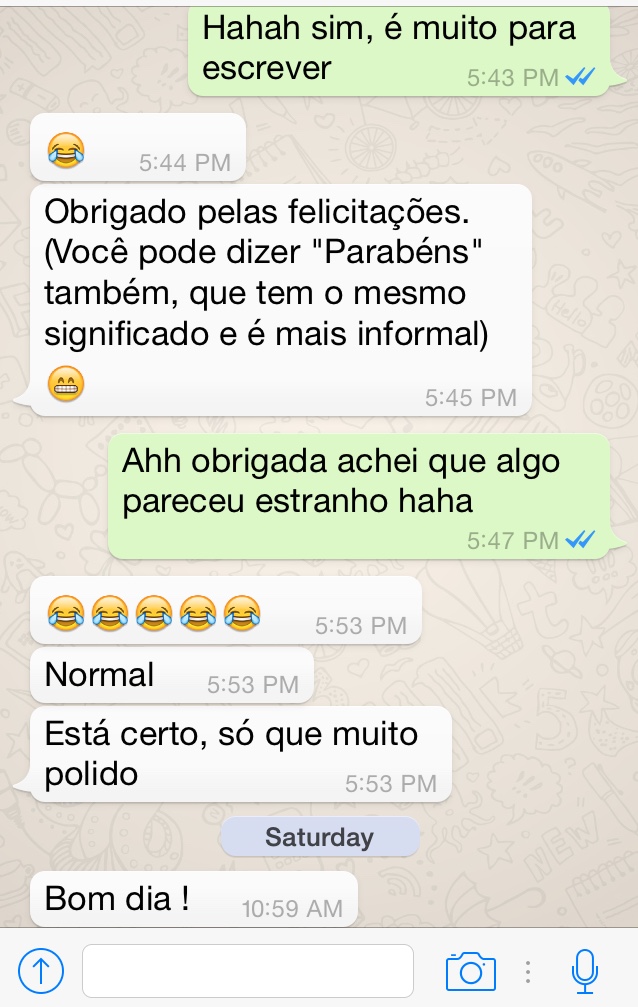 Hahah sim, é muito para
escrever
5:43 PM
😂
5:44 PM
Obrigado pelas felicitações.
(Você pode dizer "Parabéns"
também, que tem o mesmo
significado e é mais informal)
😁
5:45 PM
Ahh obrigada achei que algo
pareceu estranho haha
5:47 PM
😂😂😂😂😂 5:53 PM
Normal 5:53 PM
Está certo, só que muito
polido 5:53 PM
Saturday
Bom dia ! 10:59 AM